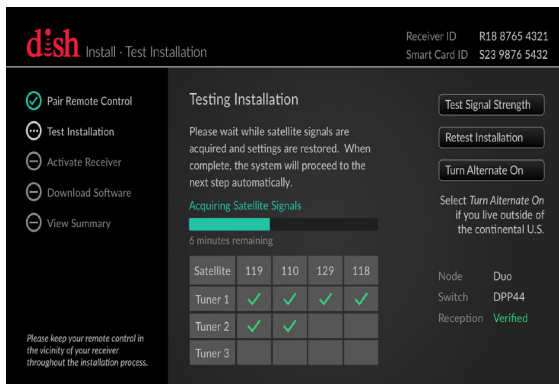 dish Install · Test Installation
Receiver ID R18 8765 4321
Smart Card ID S23 9876 5432
Pair Remote Control
Test Installation
Activate Receiver
Download Software
View Summary
Please keep your remote control in
the vicinity of your receiver
throughout the installation process.
Testing Installation
Please wait while satellite signals are
acquired and settings are restored. When
complete, the system will proceed to the
next step automatically.
Acquiring Satellite Signals
6 minutes remaining
Satellite 119 110 129 118
Tuner 1 ✓ ✓ ✓ ✓
Tuner 2 ✓ ✓
Tuner 3
Test Signal Strength
Retest Installation
Turn Alternate On
Select Turn Alternate On
if you live outside of
the continental U.S.
Node Duo
Switch DPP44
Reception Verified